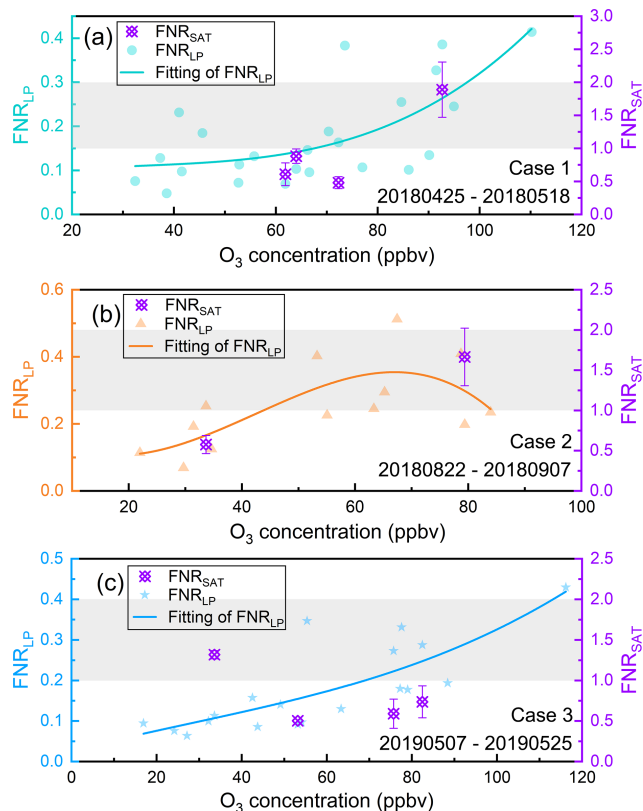 (a)
FNR_SAT
FNR_LP
Fitting of FNR_LP
0.4
0.3
0.2
0.1
0.0
FNR_LP
3.0
2.5
2.0
1.5
1.0
0.5
0.0
FNR_SAT
Case 1
20180425 - 20180518
20 40 60 80 100 120
O₃ concentration (ppbv)
(b)
FNR_SAT
FNR_LP
Fitting of FNR_LP
0.6
0.4
0.2
0.0
FNR_LP
2.5
2.0
1.5
1.0
0.5
0.0
FNR_SAT
Case 2
20180822 - 20180907
20 40 60 80 100
O₃ concentration (ppbv)
(c)
FNR_SAT
FNR_LP
Fitting of FNR_LP
0.5
0.4
0.3
0.2
0.1
0.0
FNR_LP
2.5
2.0
1.5
1.0
0.5
0.0
FNR_SAT
Case 3
20190507 - 20190525
0 20 40 60 80 100 120
O₃ concentration (ppbv)